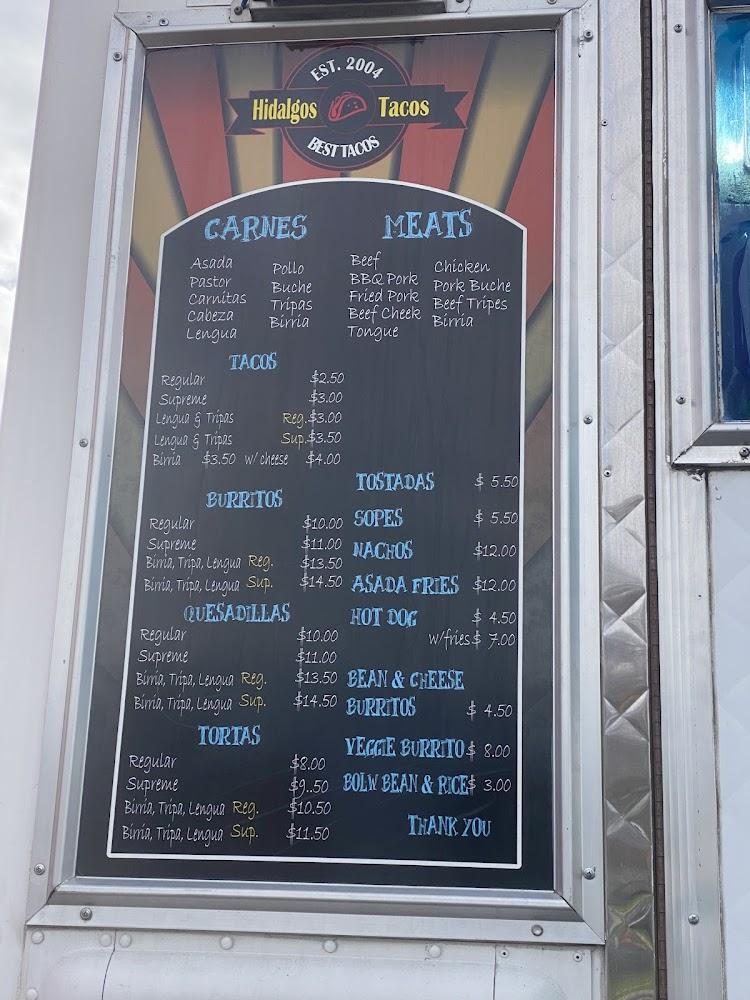 EST. 2004
Hidalgos Tacos
BEST TACOS
CARNES
Asada
Pastor
Carnitas
Cabeza
Lengua
Pollo
Buche
Tripas
Birria
MEATS
Beef
BBQ Pork
Fried Pork
Beef Cheek
Tongue
Chicken
Pork Buche
Beef Tripes
Birria
TACOS
Regular $2.50
Supreme $3.00
Lengua & Tripas Reg. $3.00
Lengua & Tripas Sup. $3.50
Birria $3.50 w/ cheese $4.00
BURRITOS
Regular $10.00
Supreme $11.00
Birria, Tripa, Lengua Reg. $13.50
Birria, Tripa, Lengua Sup. $14.50
QUESADILLAS
Regular $10.00
Supreme $11.00
Birria, Tripa, Lengua Reg. $13.50
Birria, Tripa, Lengua Sup. $14.50
TORTAS
Regular $8.00
Supreme $9..50
Birria, Tripa, Lengua Reg. $10.50
Birria, Tripa, Lengua Sup. $11.50
TOSTADAS $ 5.50
SOPES $ 5.50
NACHOS $12.00
ASADA FRIES $12.00
HOT DOG $ 4.50
w/fries $ 7.00
BEAN & CHEESE
BURRITOS $ 4.50
VEGGIE BURRITO $ 8.00
BOLW BEAN & RICE $ 3.00
THANK YOU